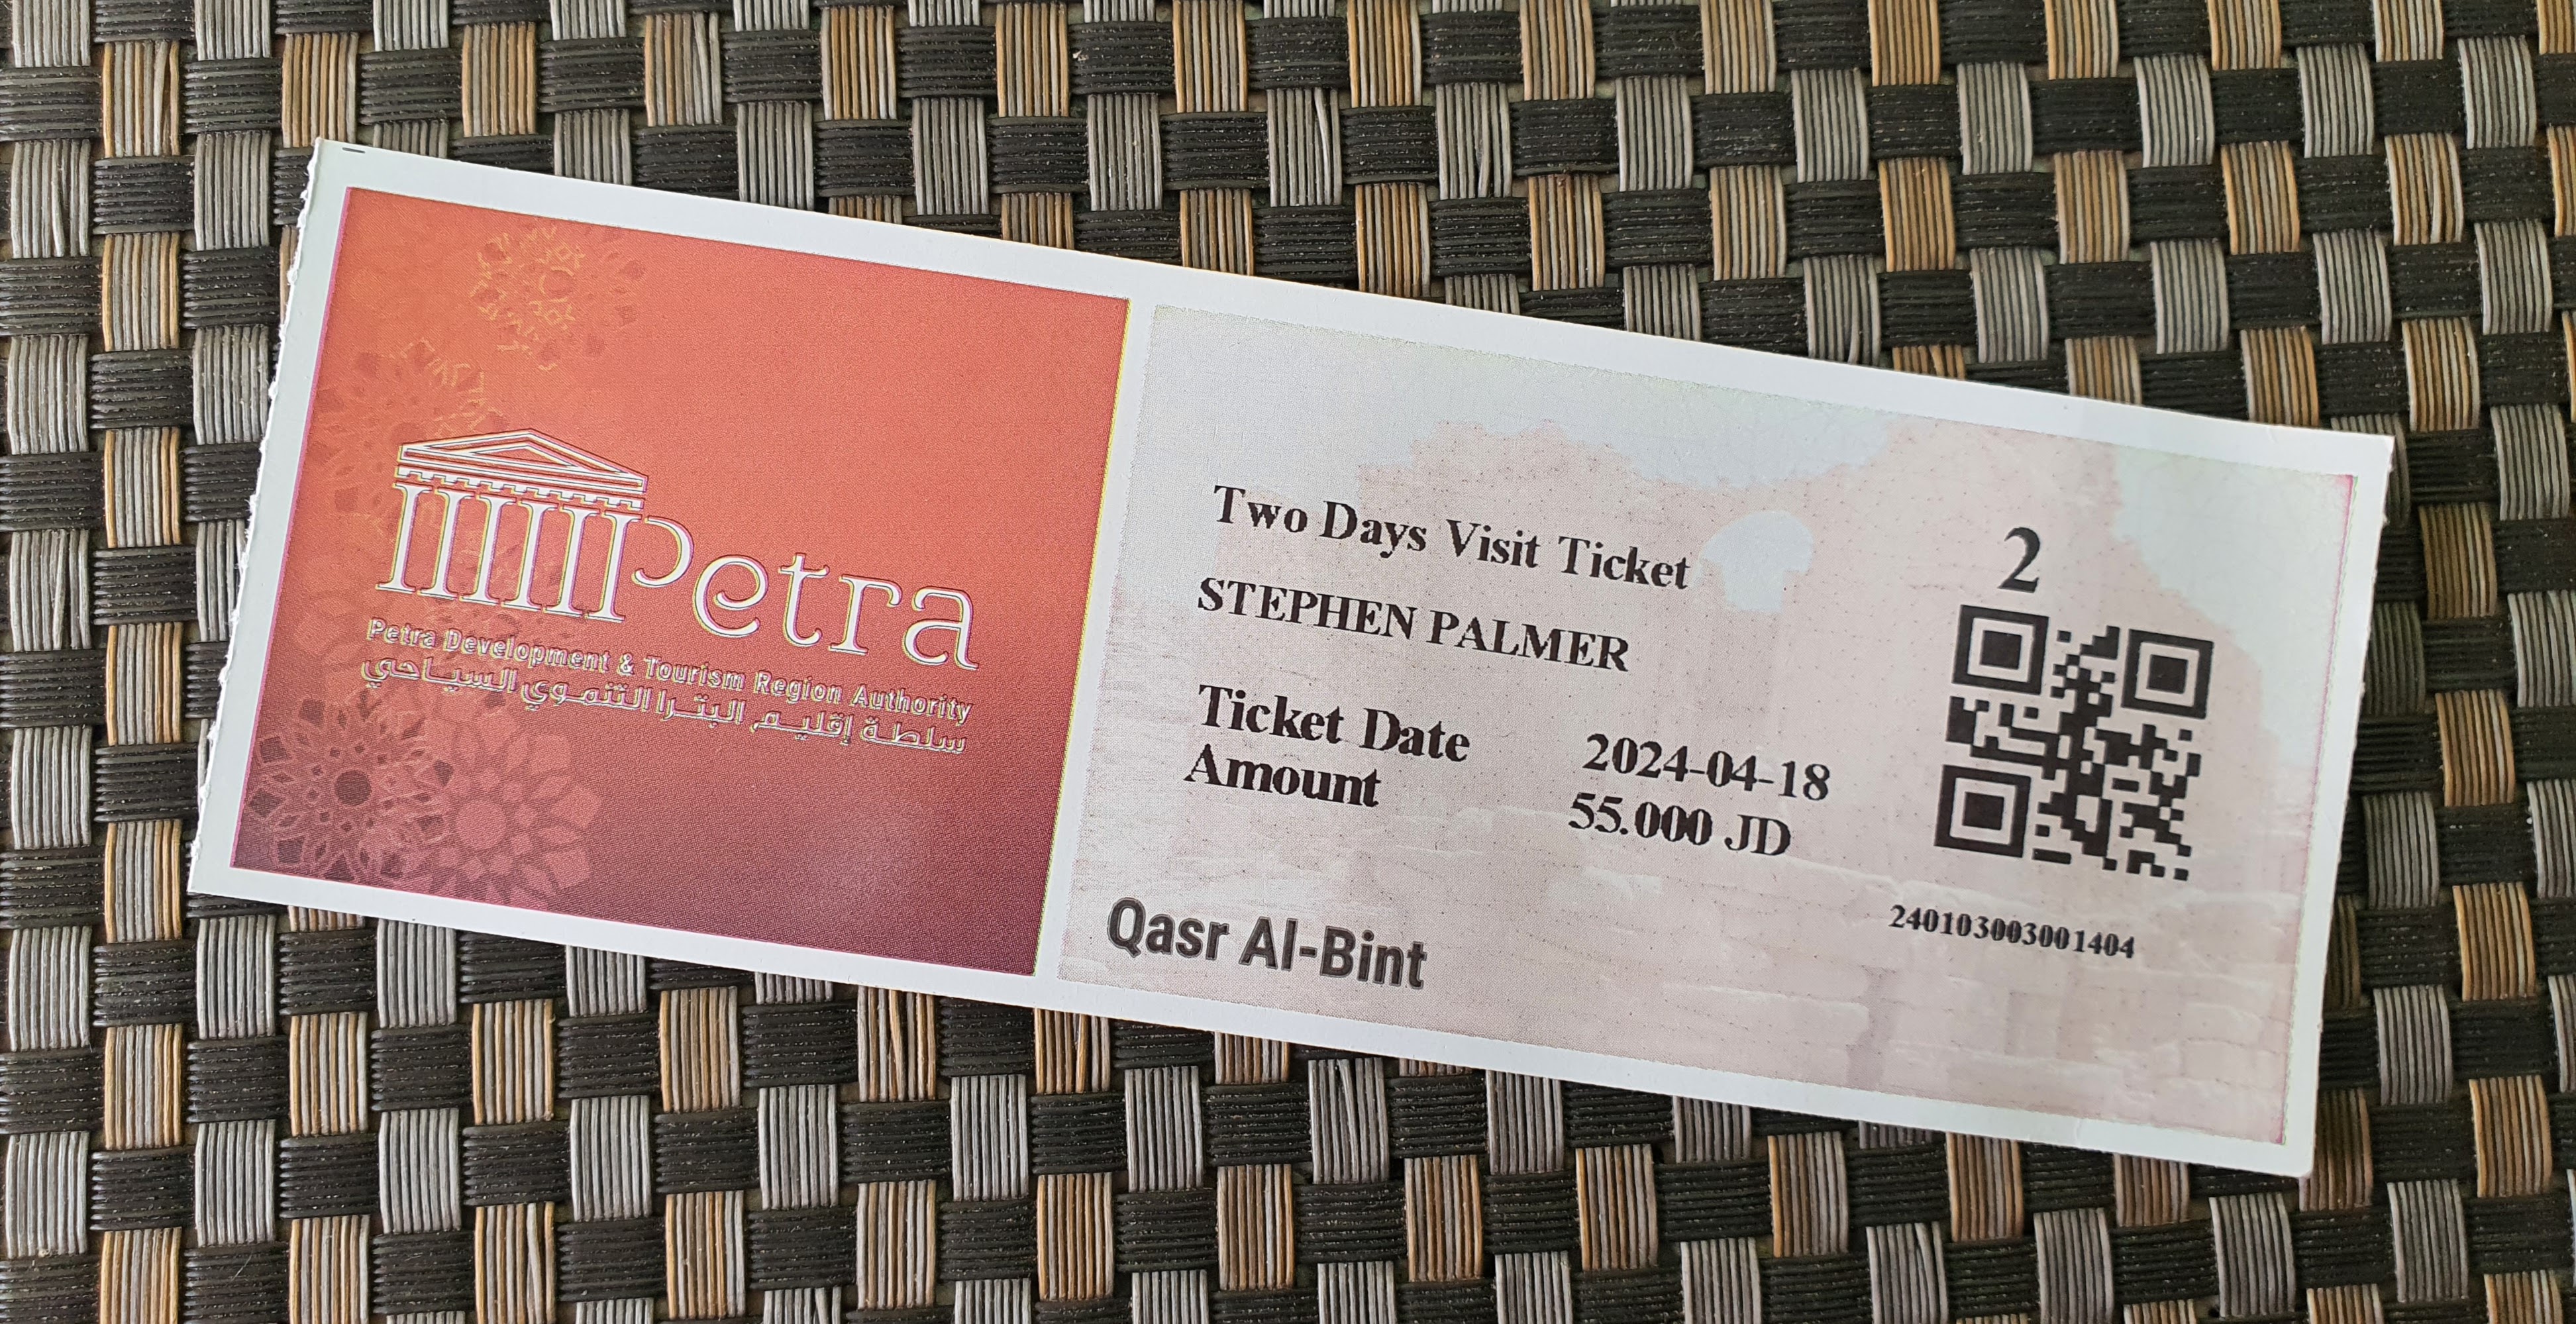 Petra
Petra Development & Tourism Region Authority
سلطة إقليم البترا التنموي السياحي
Two Days Visit Ticket
STEPHEN PALMER
Ticket Date 2024-04-18
Amount 55.000 JD
2
240103003001404
Qasr Al-Bint